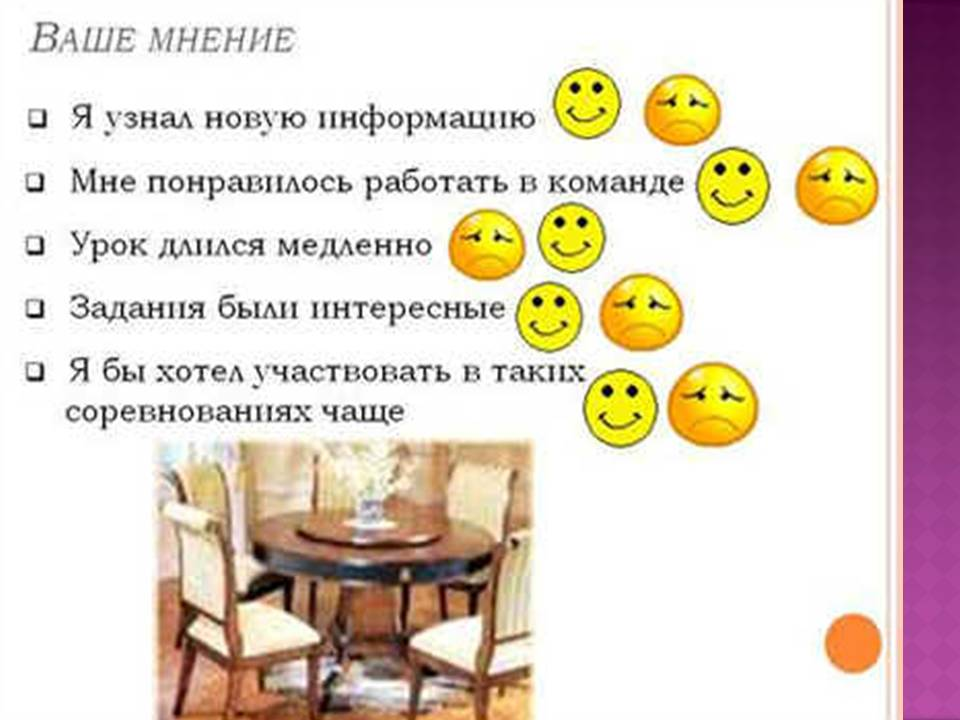 ВАШЕ МНЕНИЕ
Я узнал новую информацию
Мне понравилось работать в команде
Урок длился медленно
Задания были интересные
Я бы хотел участвовать в таких
соревнованиях чаще